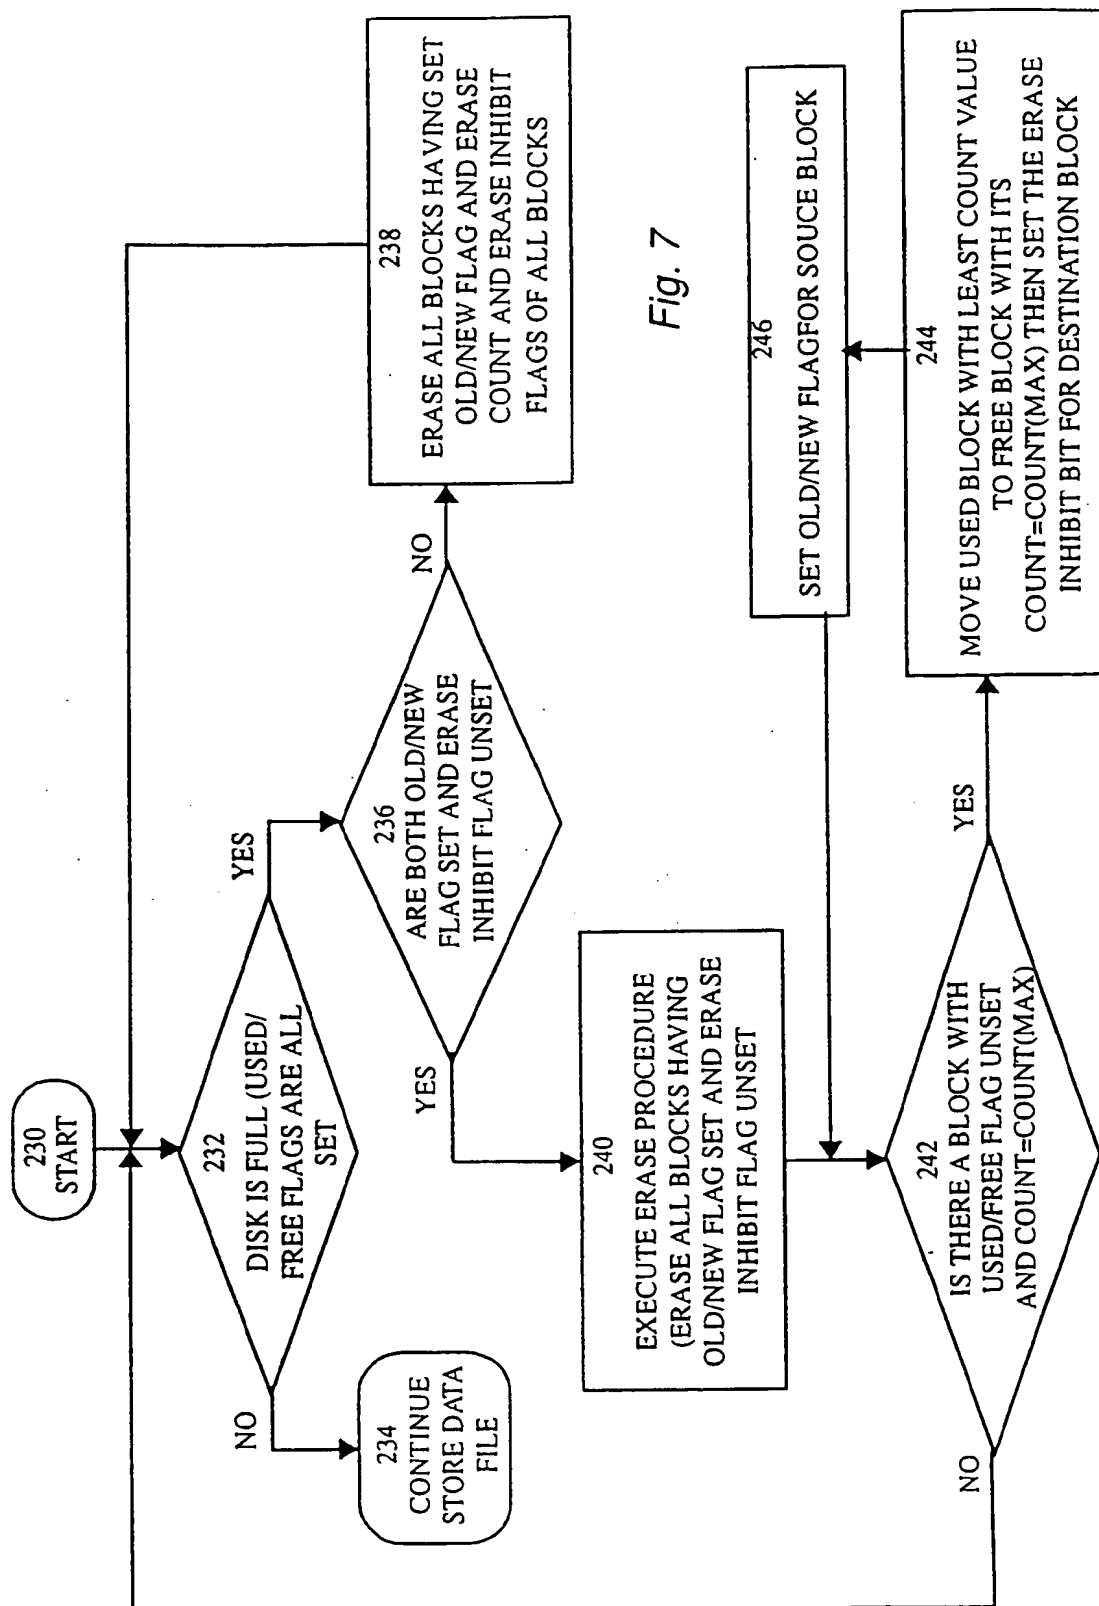 230
START
232
DISK IS FULL (USED/
FREE FLAGS ARE ALL
SET
NO
YES
234
CONTINUE
STORE DATA
FILE
236
ARE BOTH OLD/NEW
FLAG SET AND ERASE
INHIBIT FLAG UNSET
NO
YES
238
ERASE ALL BLOCKS HAVING SET
OLD/NEW FLAG AND ERASE
COUNT AND ERASE INHIBIT
FLAGS OF ALL BLOCKS
240
EXECUTE ERASE PROCEDURE
(ERASE ALL BLOCKS HAVING
OLD/NEW FLAG SET AND ERASE
INHIBIT FLAG UNSET
242
IS THERE A BLOCK WITH
USED/FREE FLAG UNSET
AND COUNT=COUNT(MAX)
NO
YES
244
MOVE USED BLOCK WITH LEAST COUNT VALUE
TO FREE BLOCK WITH ITS
COUNT=COUNT(MAX) THEN SET THE ERASE
INHIBIT BIT FOR DESTINATION BLOCK
246
SET OLD/NEW FLAGFOR SOUCE BLOCK
Fig. 7